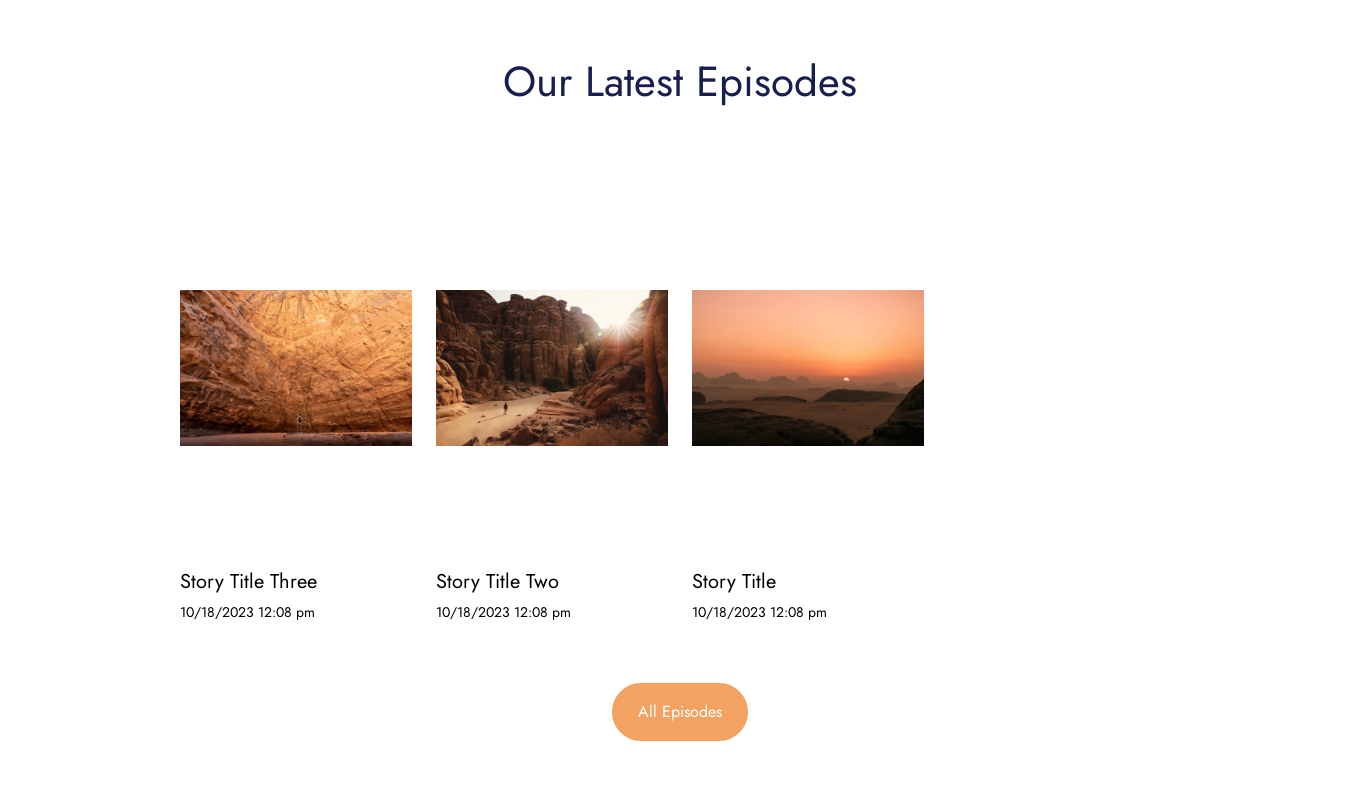 Our Latest Episodes
Story Title Three
10/18/2023 12:08 pm
Story Title Two
10/18/2023 12:08 pm
Story Title
10/18/2023 12:08 pm
All Episodes